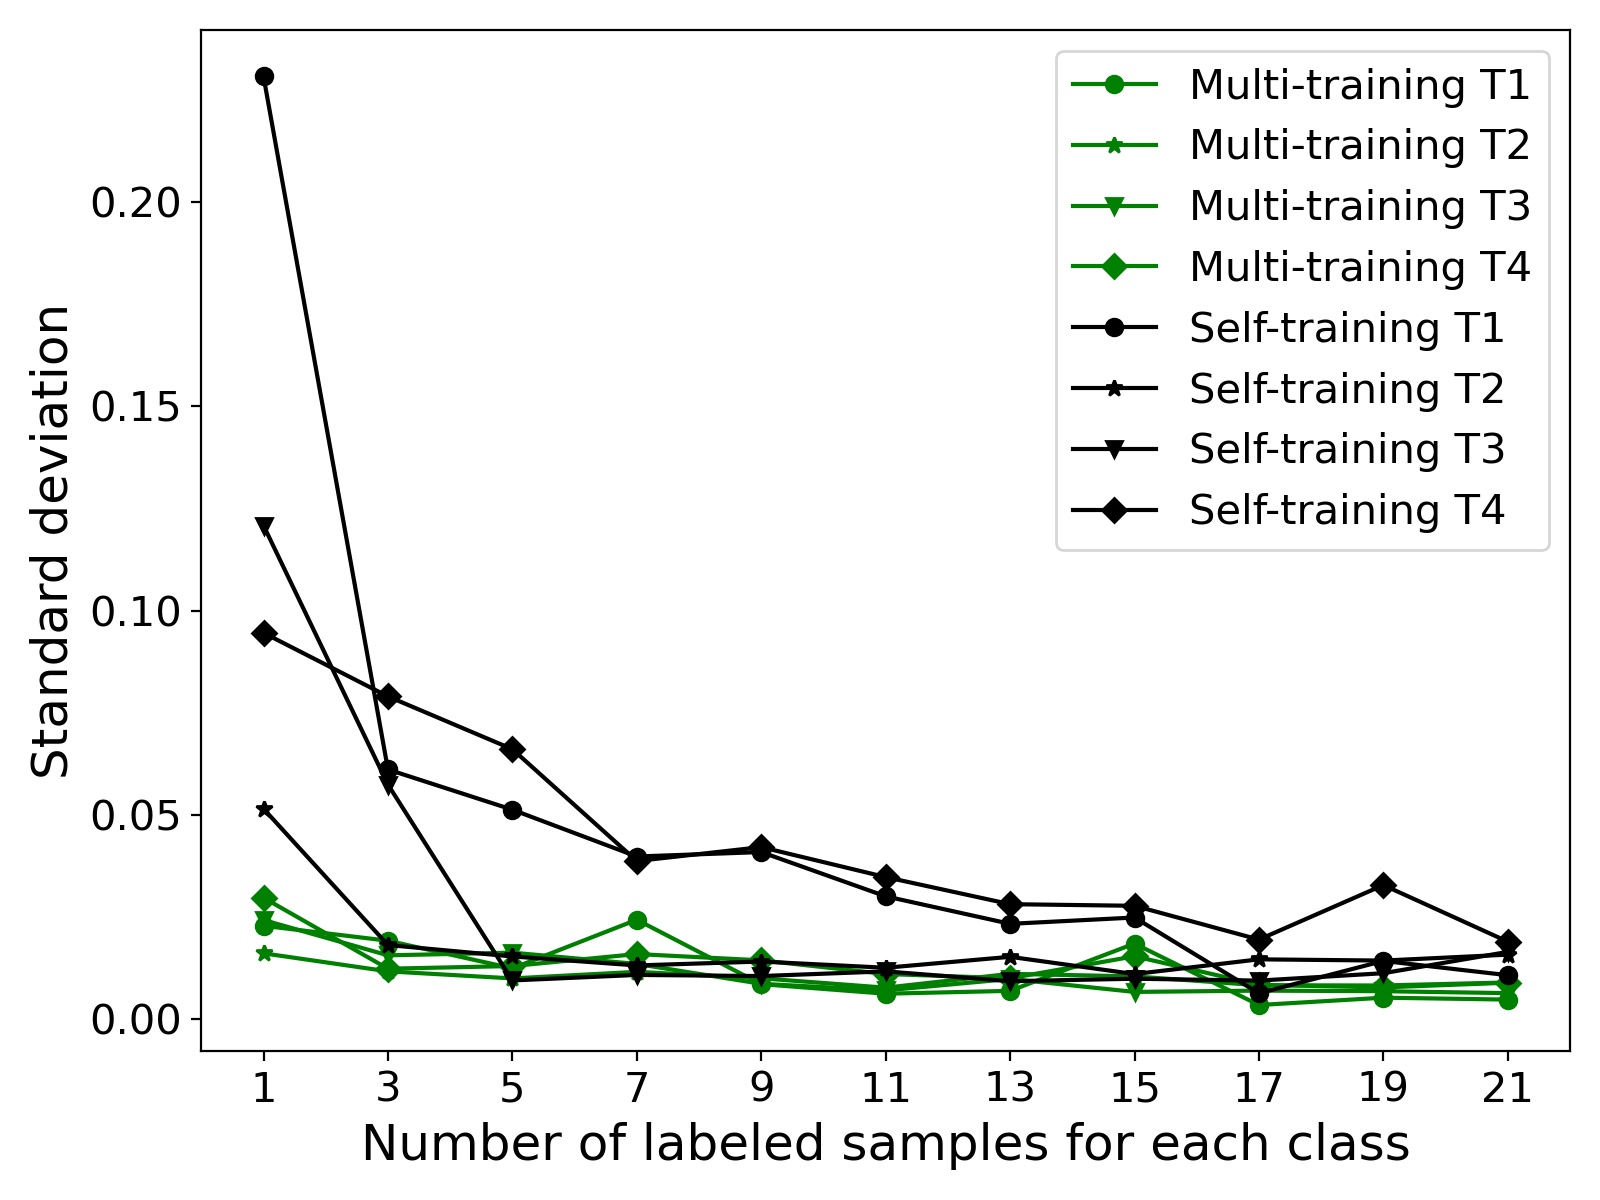 Standard deviation
0.20
0.15
0.10
0.05
0.00
Multi-training T1
Multi-training T2
Multi-training T3
Multi-training T4
Self-training T1
Self-training T2
Self-training T3
Self-training T4
1 3 5 7 9 11 13 15 17 19 21
Number of labeled samples for each class